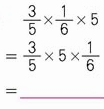 3/5 × 1/6 × 5
= 3/5 × 5 × 1/6
=